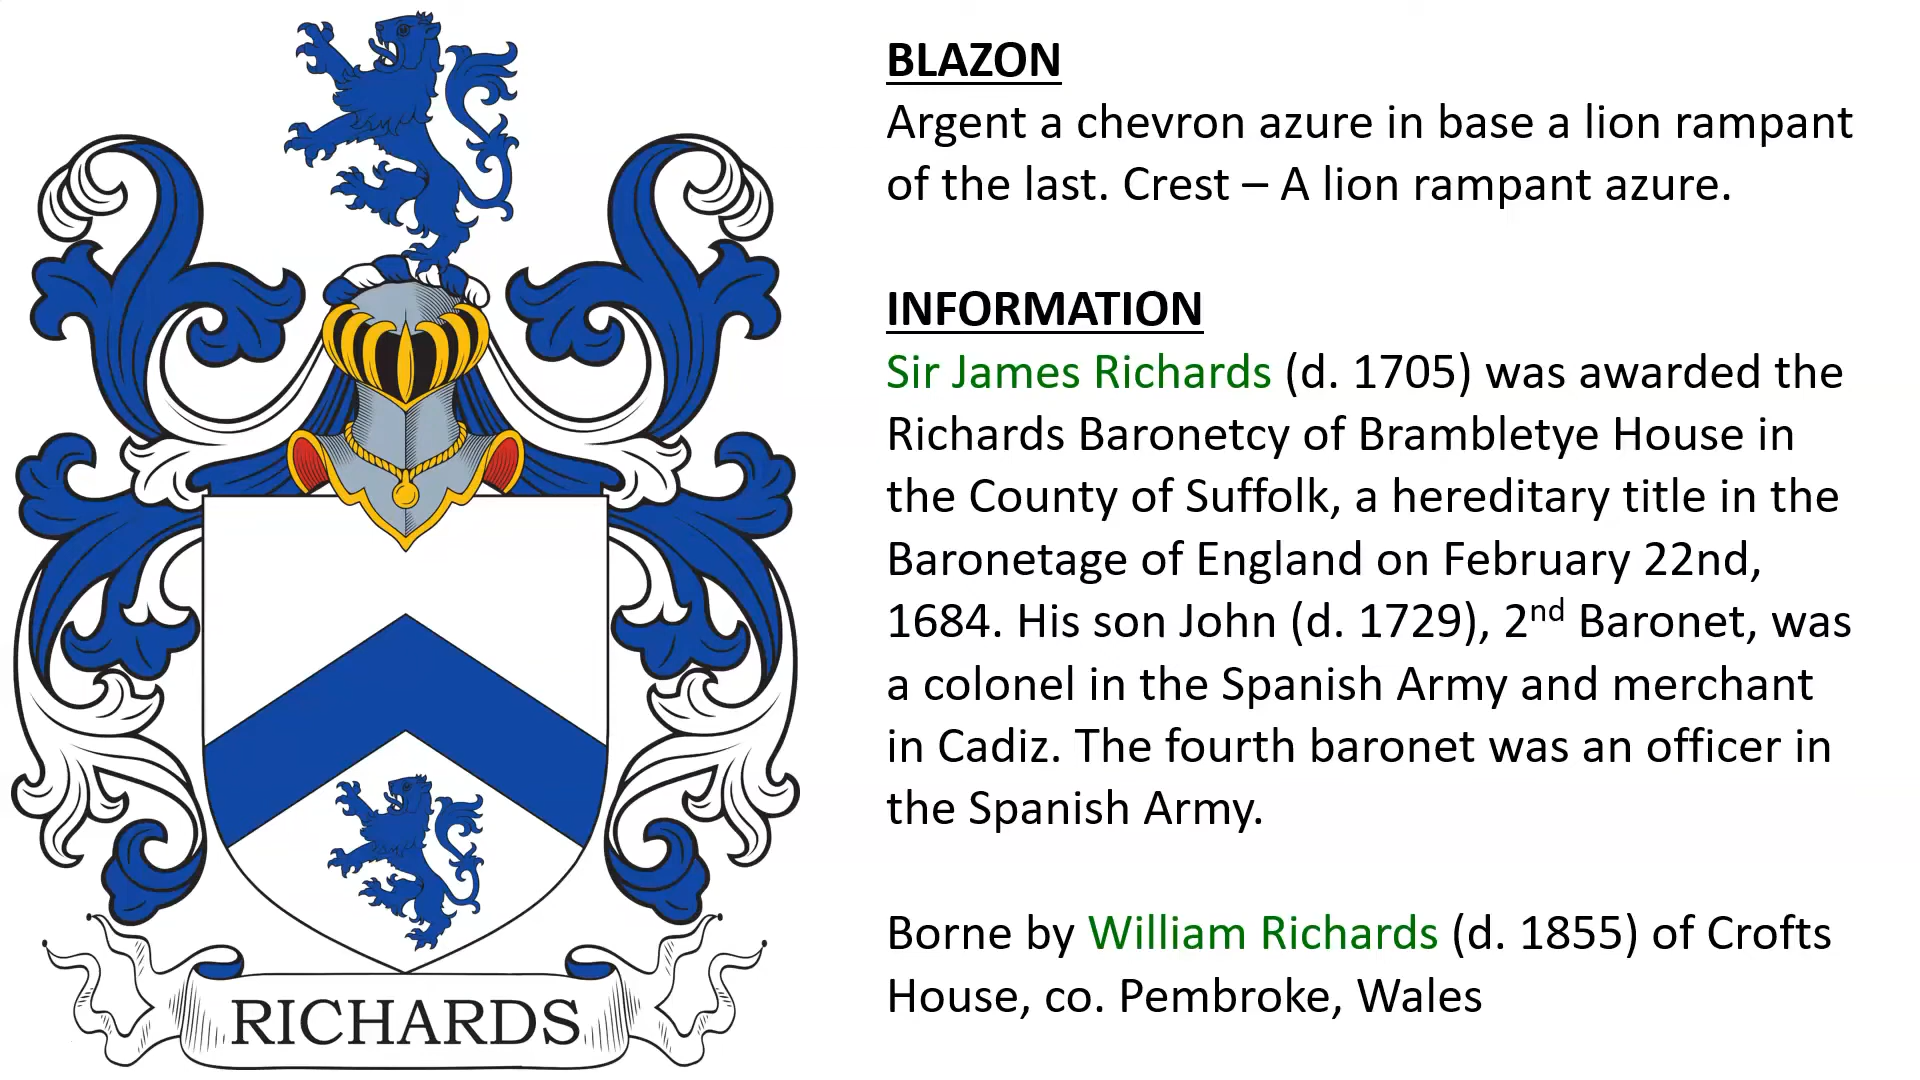 BLAZON
Argent a chevron azure in base a lion rampant
of the last. Crest – A lion rampant azure.
INFORMATION
Sir James Richards (d. 1705) was awarded the
Richards Baronetcy of Brambletye House in
the County of Suffolk, a hereditary title in the
Baronetage of England on February 22nd,
1684. His son John (d. 1729), 2nd Baronet, was
a colonel in the Spanish Army and merchant
in Cadiz. The fourth baronet was an officer in
the Spanish Army.
Borne by William Richards (d. 1855) of Crofts
House, co. Pembroke, Wales
RICHARDS